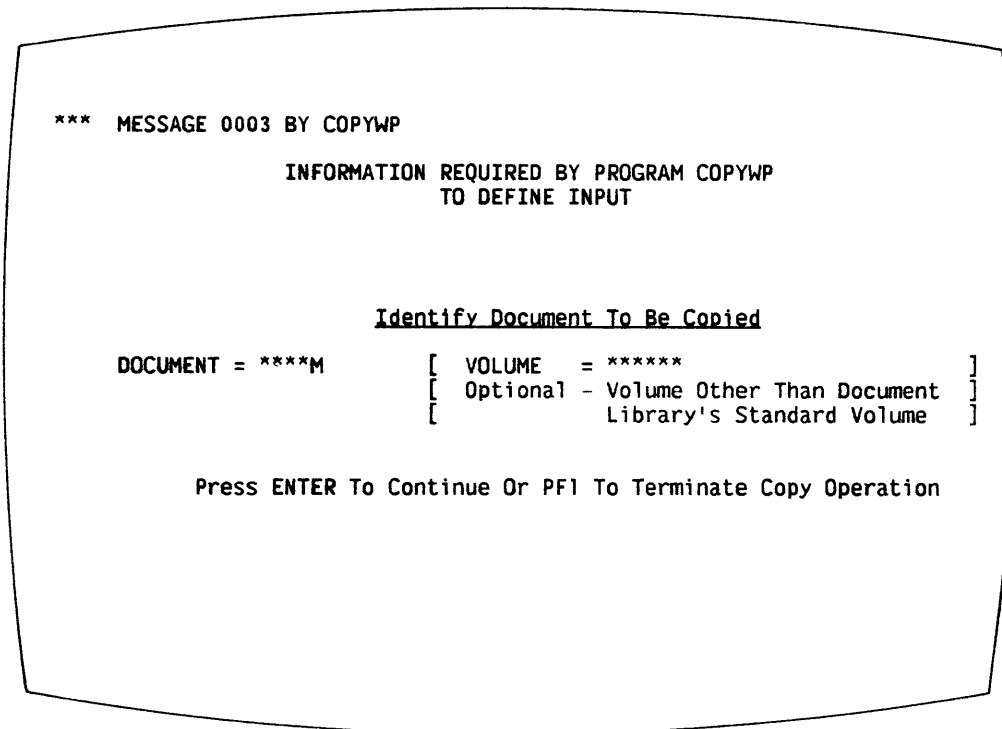 *** MESSAGE 0003 BY COPYWP
INFORMATION REQUIRED BY PROGRAM COPYWP
TO DEFINE INPUT
Identify Document To Be Copied
DOCUMENT = ****M [ VOLUME = ****** ]
[ Optional - Volume Other Than Document ]
[ Library's Standard Volume ]
Press ENTER To Continue Or PF1 To Terminate Copy Operation